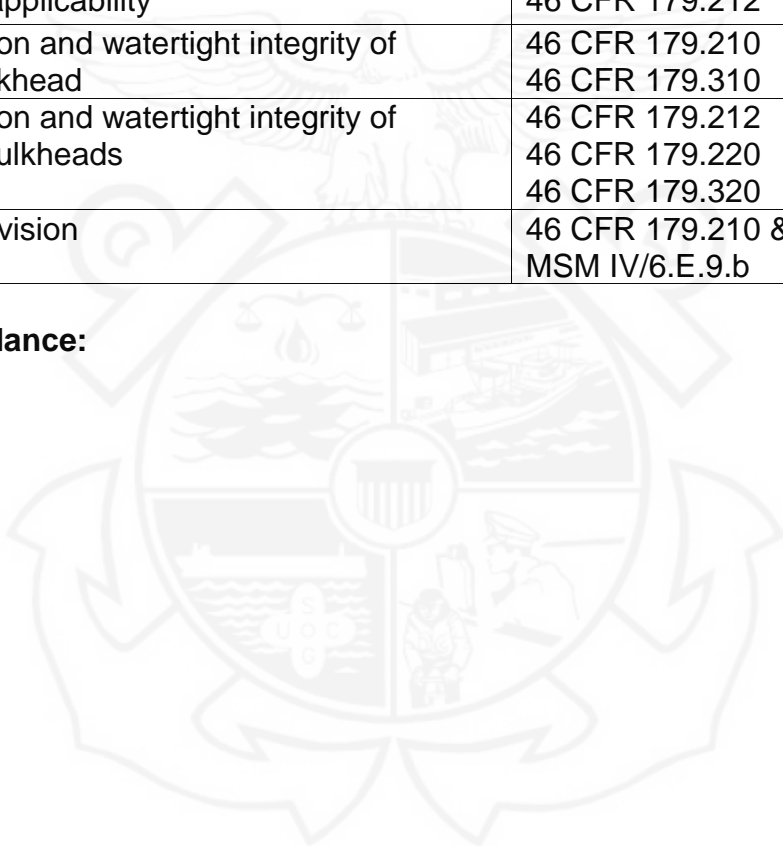 applicability 46 CFR 179.212
on and watertight integrity of 46 CFR 179.210
khead 46 CFR 179.310
on and watertight integrity of 46 CFR 179.212
ulkheads 46 CFR 179.220
46 CFR 179.320
vision 46 CFR 179.210 &
MSM IV/6.E.9.b
lance:
S
U O C
G